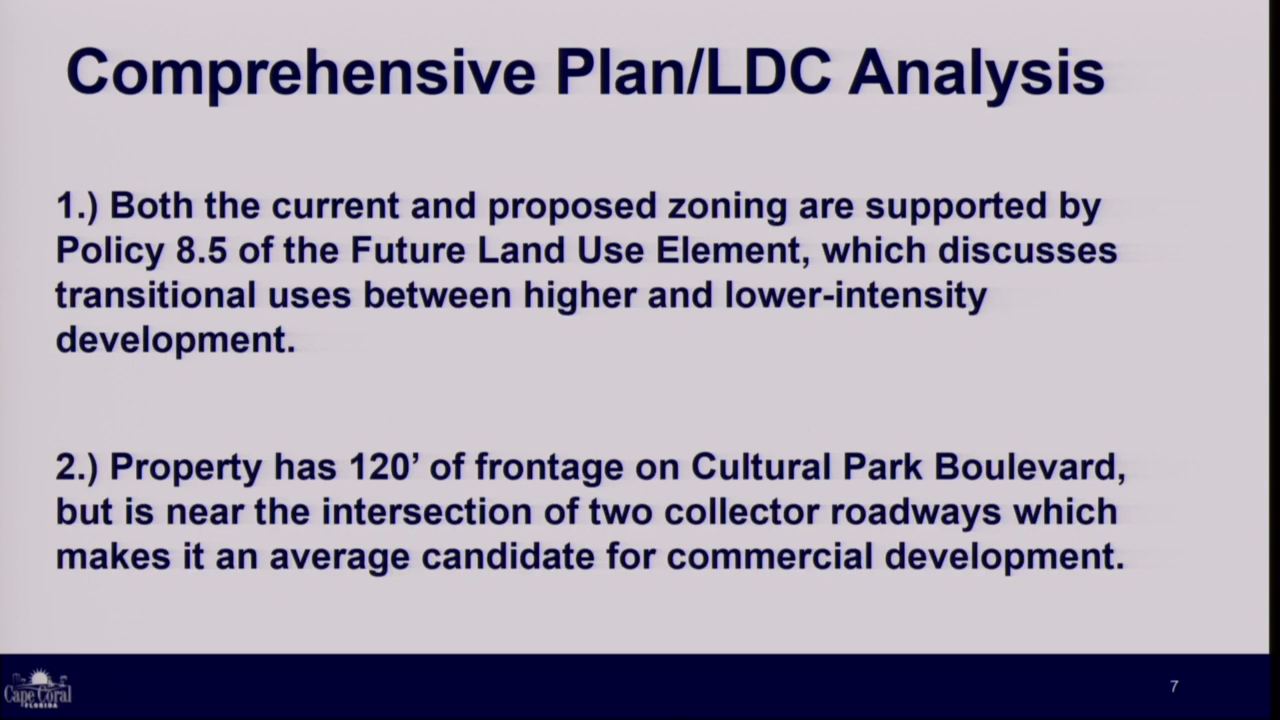 Comprehensive Plan/LDC Analysis
1.) Both the current and proposed zoning are supported by
Policy 8.5 of the Future Land Use Element, which discusses
transitional uses between higher and lower-intensity
development.
2.) Property has 120’ of frontage on Cultural Park Boulevard,
but is near the intersection of two collector roadways which
makes it an average candidate for commercial development.
Cape Coral
FLORIDA
7